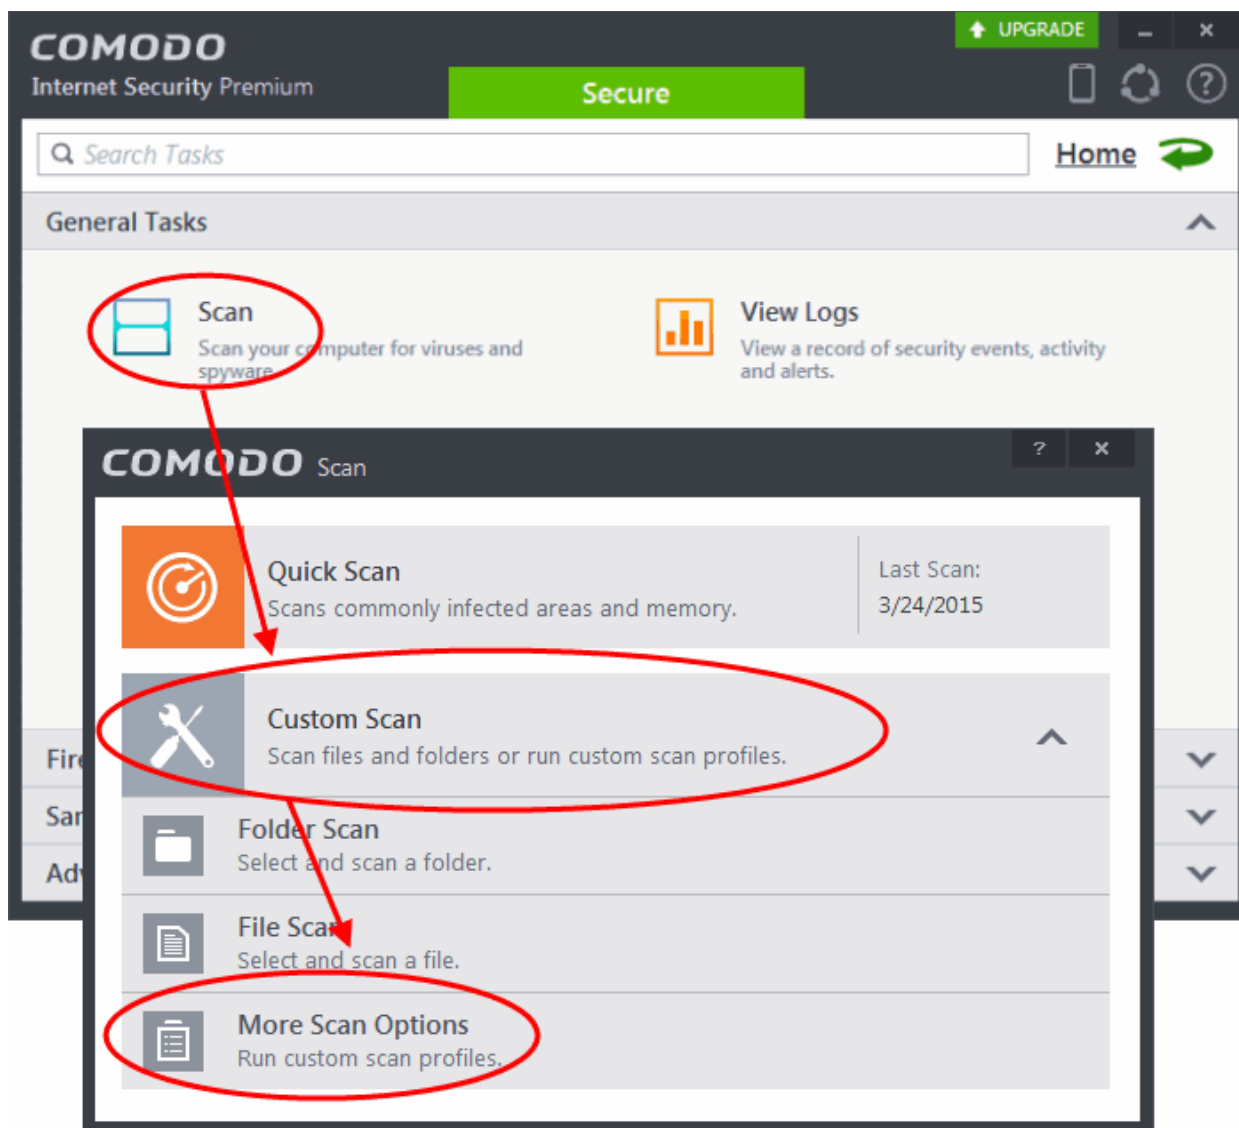 COMODO
Internet Security Premium
UPGRADE
Secure
?
Search Tasks
Home
General Tasks
Scan
Scan your computer for viruses and
spyware.
View Logs
View a record of security events, activity
and alerts.
COMODO Scan
?
Quick Scan
Scans commonly infected areas and memory.
Last Scan:
3/24/2015
Custom Scan
Scan files and folders or run custom scan profiles.
Folder Scan
Select and scan a folder.
File Scan
Select and scan a file.
More Scan Options
Run custom scan profiles.